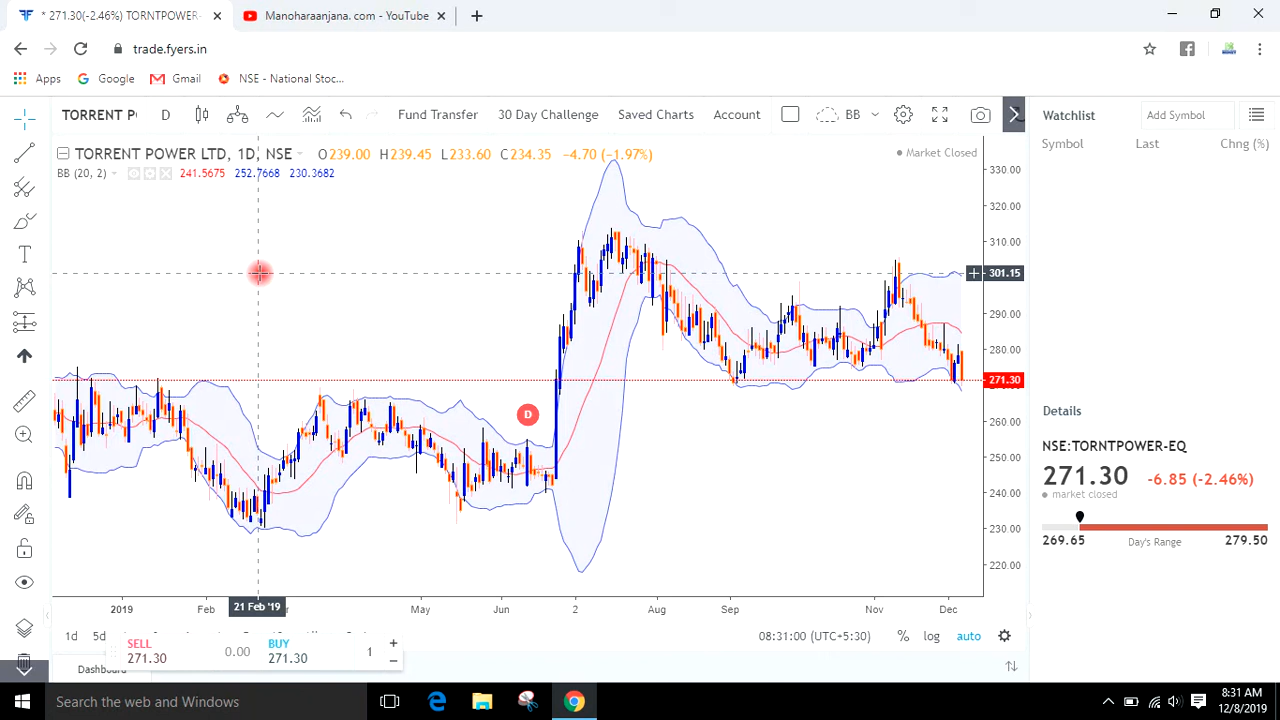 * 271.30(-2.46%) TORNTPOWER-
Manoharaanjana. com - YouTube
trade.fyers.in
Apps Google Gmail NSE - National Stoc...
TORRENT P D Fund Transfer 30 Day Challenge Saved Charts Account BB
Watchlist Add Symbol
Symbol Last Chng (%)
TORRENT POWER LTD, 1D, NSE O239.00 H239.45 L233.60 C234.35 −4.70 (−1.97%) Market Closed
BB (20, 2) 241.5675 252.7668 230.3682
330.00
320.00
310.00
301.15
290.00
280.00
271.30
260.00
250.00
240.00
230.00
220.00
D
2019 Feb 21 Feb '19 May Jun 2 Aug Sep Nov Dec
Details
NSE:TORNTPOWER-EQ
271.30 -6.85 (-2.46%)
market closed
269.65 Day's Range 279.50
1d 5d 08:31:00 (UTC+5:30) % log auto
SELL 271.30 0.00 BUY 271.30 1
Dashboard
Search the web and Windows
8:31 AM
12/8/2019